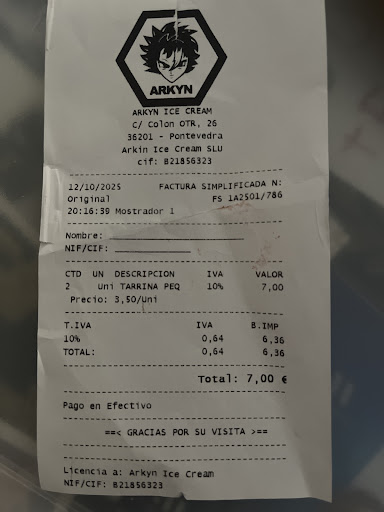 ARKYN
ARKYN ICE CREAM
C/ Colon OTR, 26
36201 - Pontevedra
Arkin Ice Cream SLU
cif: B21856323
12/10/2025 FACTURA SIMPLIFICADA N:
Original FS 1A2501/786
20:16:39 Mostrador 1
Nombre:
NIF/CIF:
CTD UN DESCRIPCION IVA VALOR
2 Uni TARRINA PEQ 10% 7,00
Precio: 3,50/Uni
T.IVA IVA B.IMP
10% 0,64 6,36
TOTAL: 0,64 6,36
Total: 7,00 €
Pago en Efectivo
==< GRACIAS POR SU VISITA >==
Licencia a: Arkyn Ice Cream
NIF/CIF: B21856323